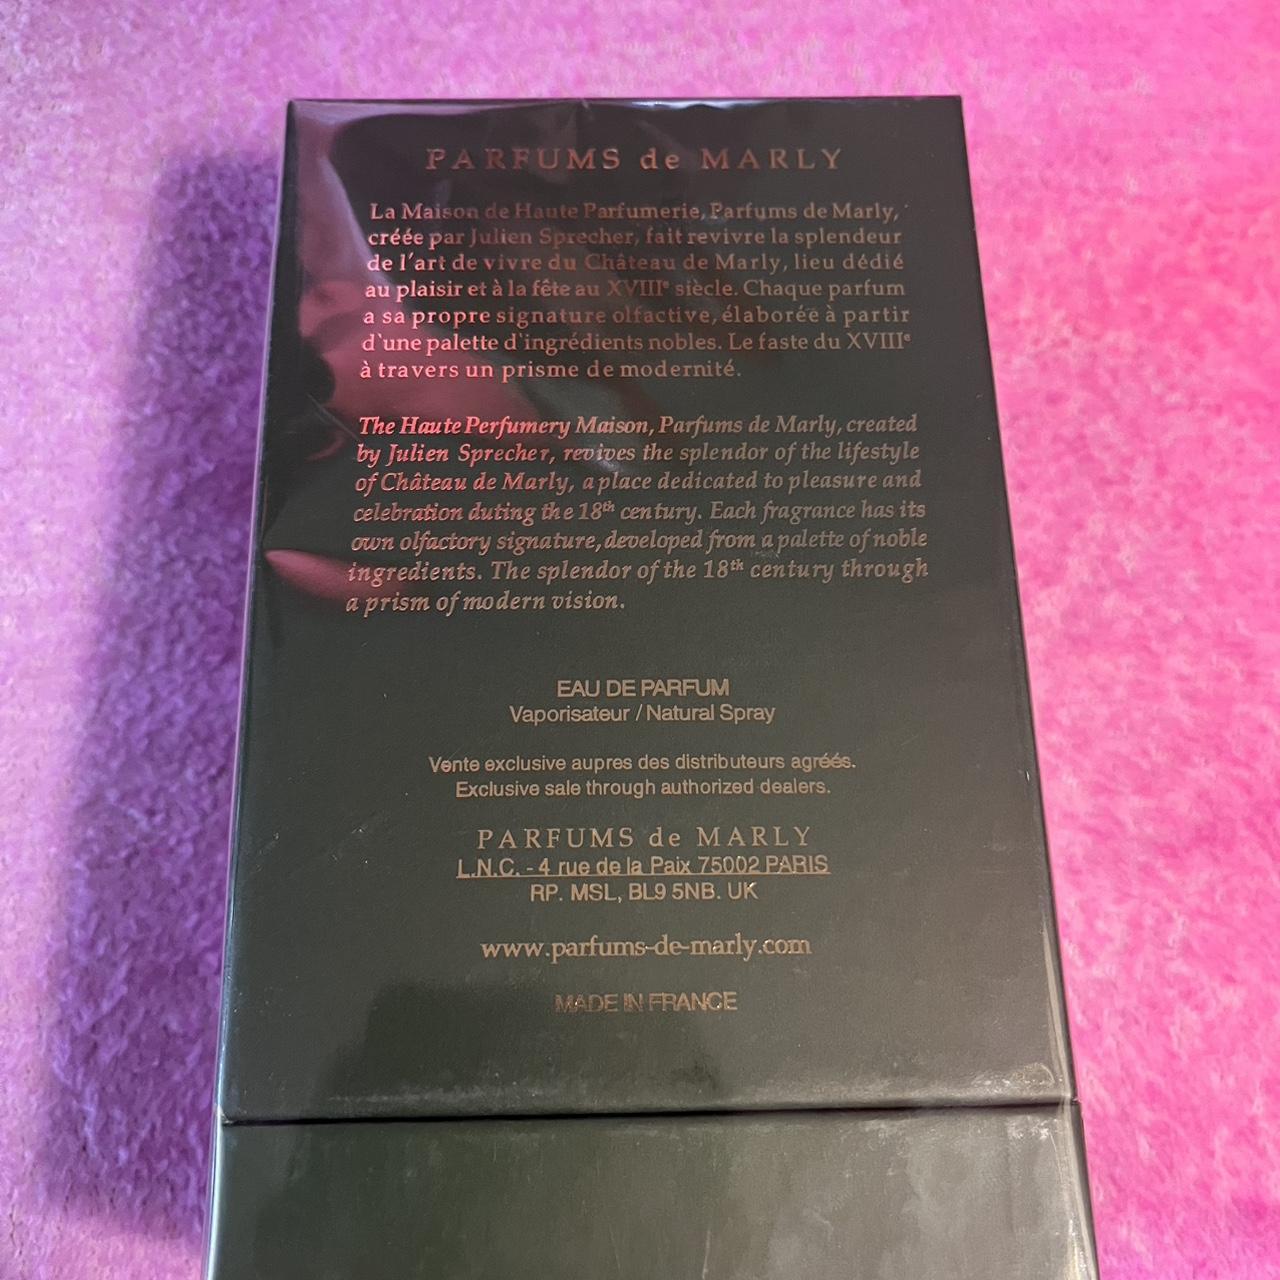 PARFUMS de MARLY
La Maison de Haute Parfumerie, Parfums de Marly,
créée par Julien Sprecher, fait revivre la splendeur
de l'art de vivre du Château de Marly, lieu dédié
au plaisir et à la fête au XVIIIᵉ siècle. Chaque parfum
a sa propre signature olfactive, élaborée à partir
d'une palette d'ingrédients nobles. Le faste du XVIIIᵉ
à travers un prisme de modernité.
The Haute Perfumery Maison, Parfums de Marly, created
by Julien Sprecher, revives the splendor of the lifestyle
of Château de Marly, a place dedicated to pleasure and
celebration duting the 18ᵗʰ century. Each fragrance has its
own olfactory signature, developed from a palette of noble
ingredients. The splendor of the 18ᵗʰ century through
a prism of modern vision.
EAU DE PARFUM
Vaporisateur / Natural Spray
Vente exclusive aupres des distributeurs agréés.
Exclusive sale through authorized dealers.
PARFUMS de MARLY
L.N.C. - 4 rue de la Paix 75002 PARIS
RP. MSL, BL9 5NB. UK
www.parfums-de-marly.com
MADE IN FRANCE